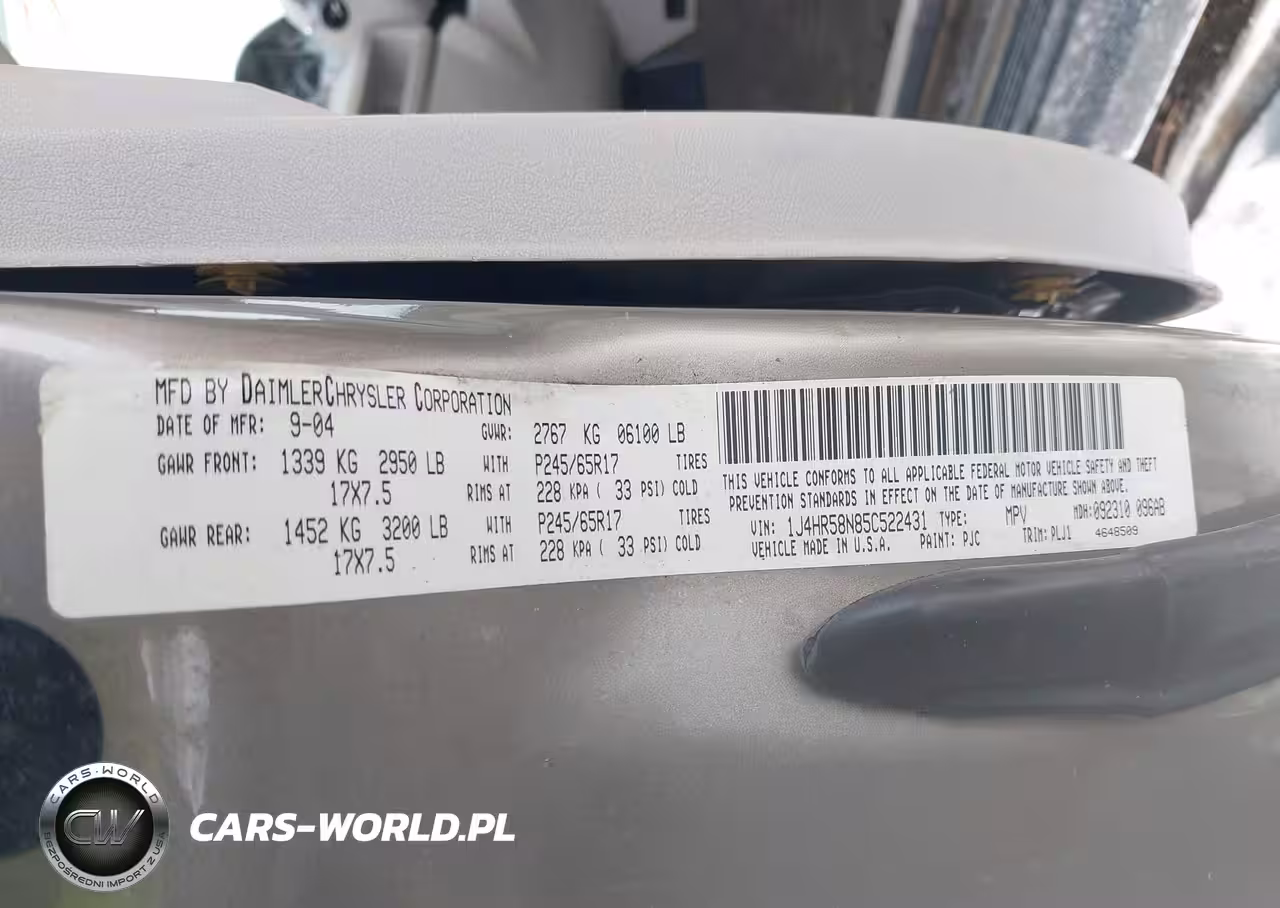 MFD BY DAIMLERCHRYSLER CORPORATION
DATE OF MFR: 9-04 GVWR: 2767 KG 06100 LB
GAWR FRONT: 1339 KG 2950 LB WITH P245/65R17 TIRES
17X7.5 RIMS AT 228 KPA ( 33 PSI) COLD
GAWR REAR: 1452 KG 3200 LB WITH P245/65R17 TIRES
17X7.5 RIMS AT 228 KPA ( 33 PSI) COLD
THIS VEHICLE CONFORMS TO ALL APPLICABLE FEDERAL MOTOR VEHICLE SAFETY AND THEFT
PREVENTION STANDARDS IN EFFECT ON THE DATE OF MANUFACTURE SHOWN ABOVE.
VIN: 1J4HR58N85C522431 TYPE: MPV MDH: 092310 096AB
VEHICLE MADE IN U.S.A. PAINT: PJC TRIM: PLJ1 4648509
CARS-WORLD
CW
BEZPOŚREDNI IMPORT Z USA
CARS-WORLD.PL